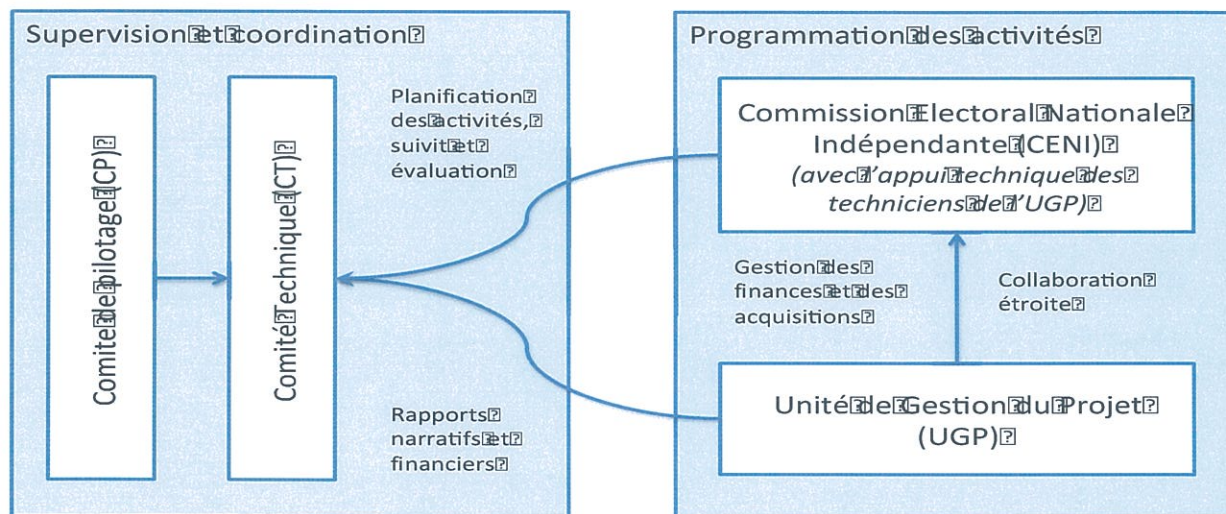 Supervision et coordination
Comite de pilotage (CP)
Comité Technique (CT)
Planification
des activités,
suivit et
évaluation
Rapports
narratifs et
financiers
Programmation des activités
Commission Electoral Nationale
Indépendante (CENI)
(avec l'appui technique des
techniciens de l'UGP)
Gestion des
finances et des
acquisitions
Collaboration
étroite
Unité de Gestion du Projet
(UGP)